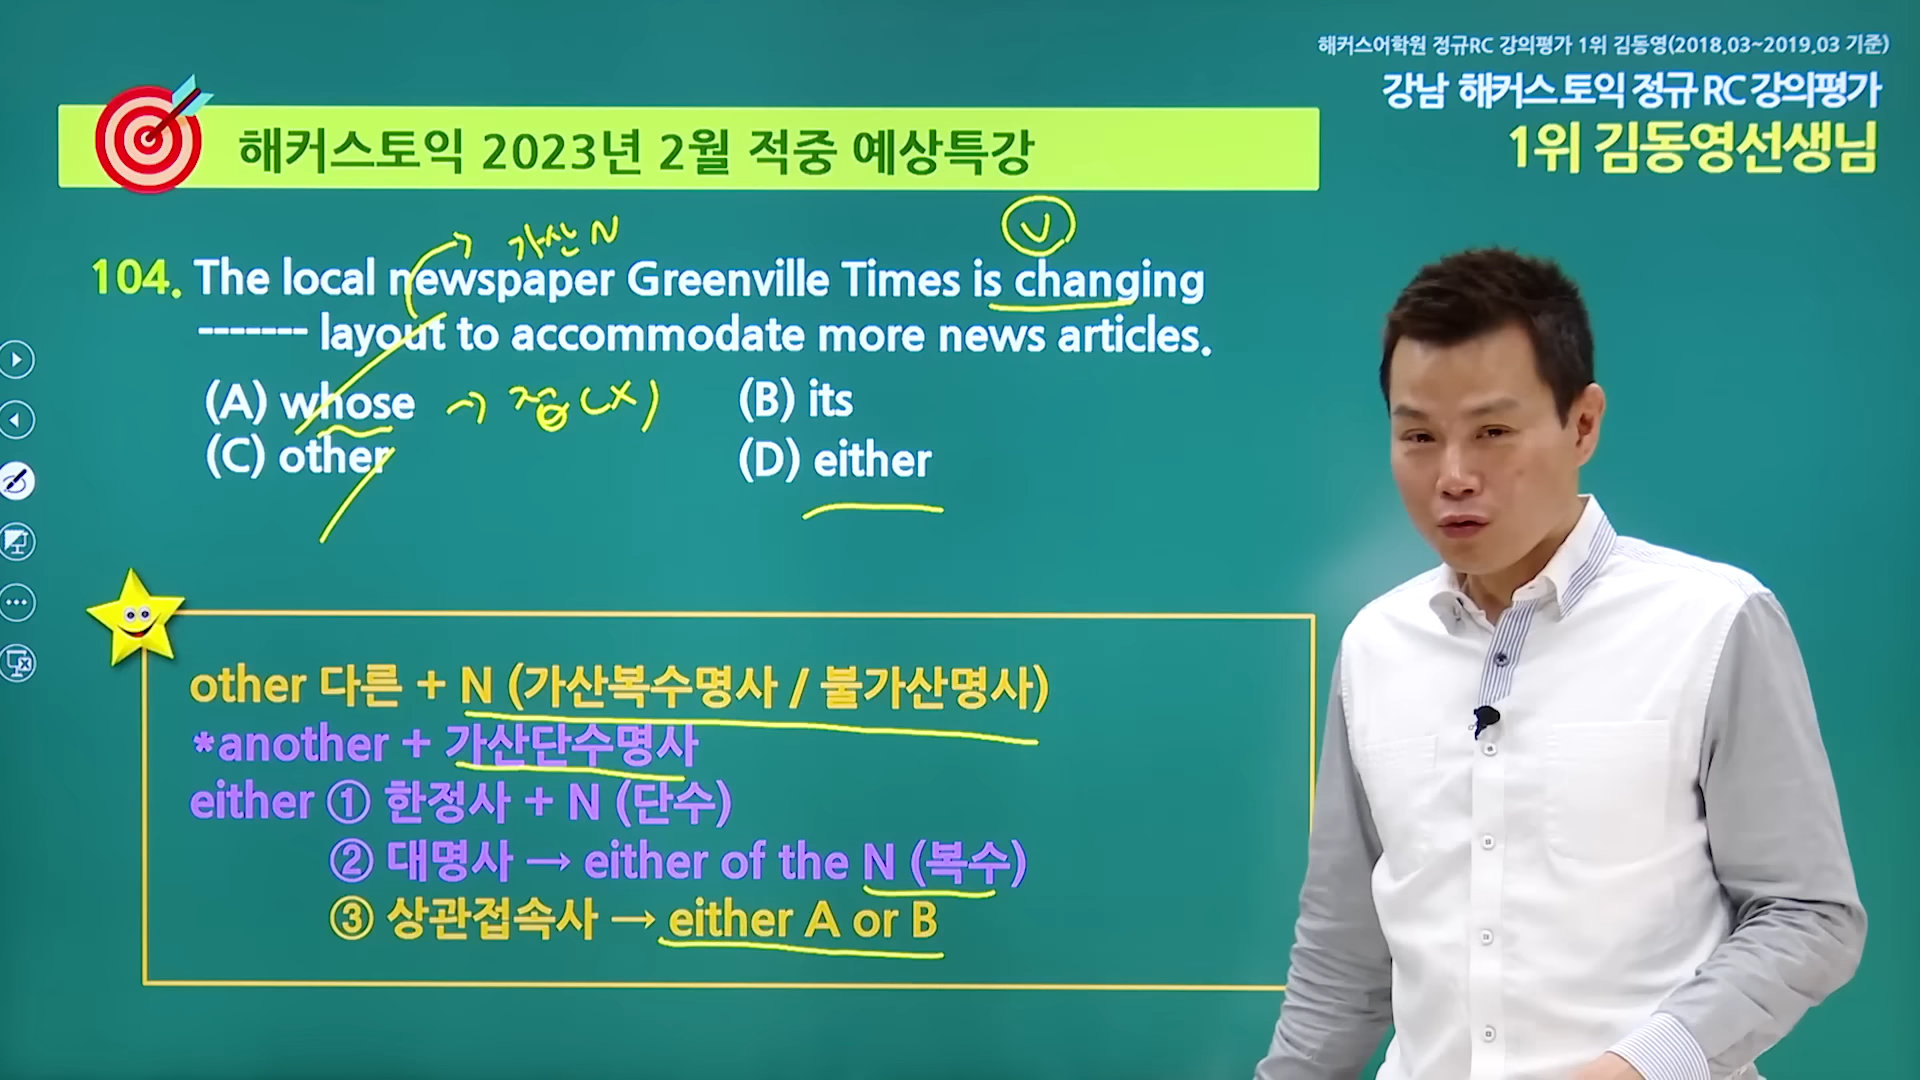 해커스어학원 정규RC 강의평가 1위 김동영(2018.03~2019.03 기준)
강남 해커스 토익 정규 RC 강의평가
1위 김동영선생님
해커스토익 2023년 2월 적중 예상특강
가산 N
V
104. The local newspaper Greenville Times is changing
------- layout to accommodate more news articles.
(A) whose → 접(X) (B) its
(C) other (D) either
other 다른 + N (가산복수명사 / 불가산명사)
*another + 가산단수명사
either ① 한정사 + N (단수)
② 대명사 → either of the N (복수)
③ 상관접속사 → either A or B